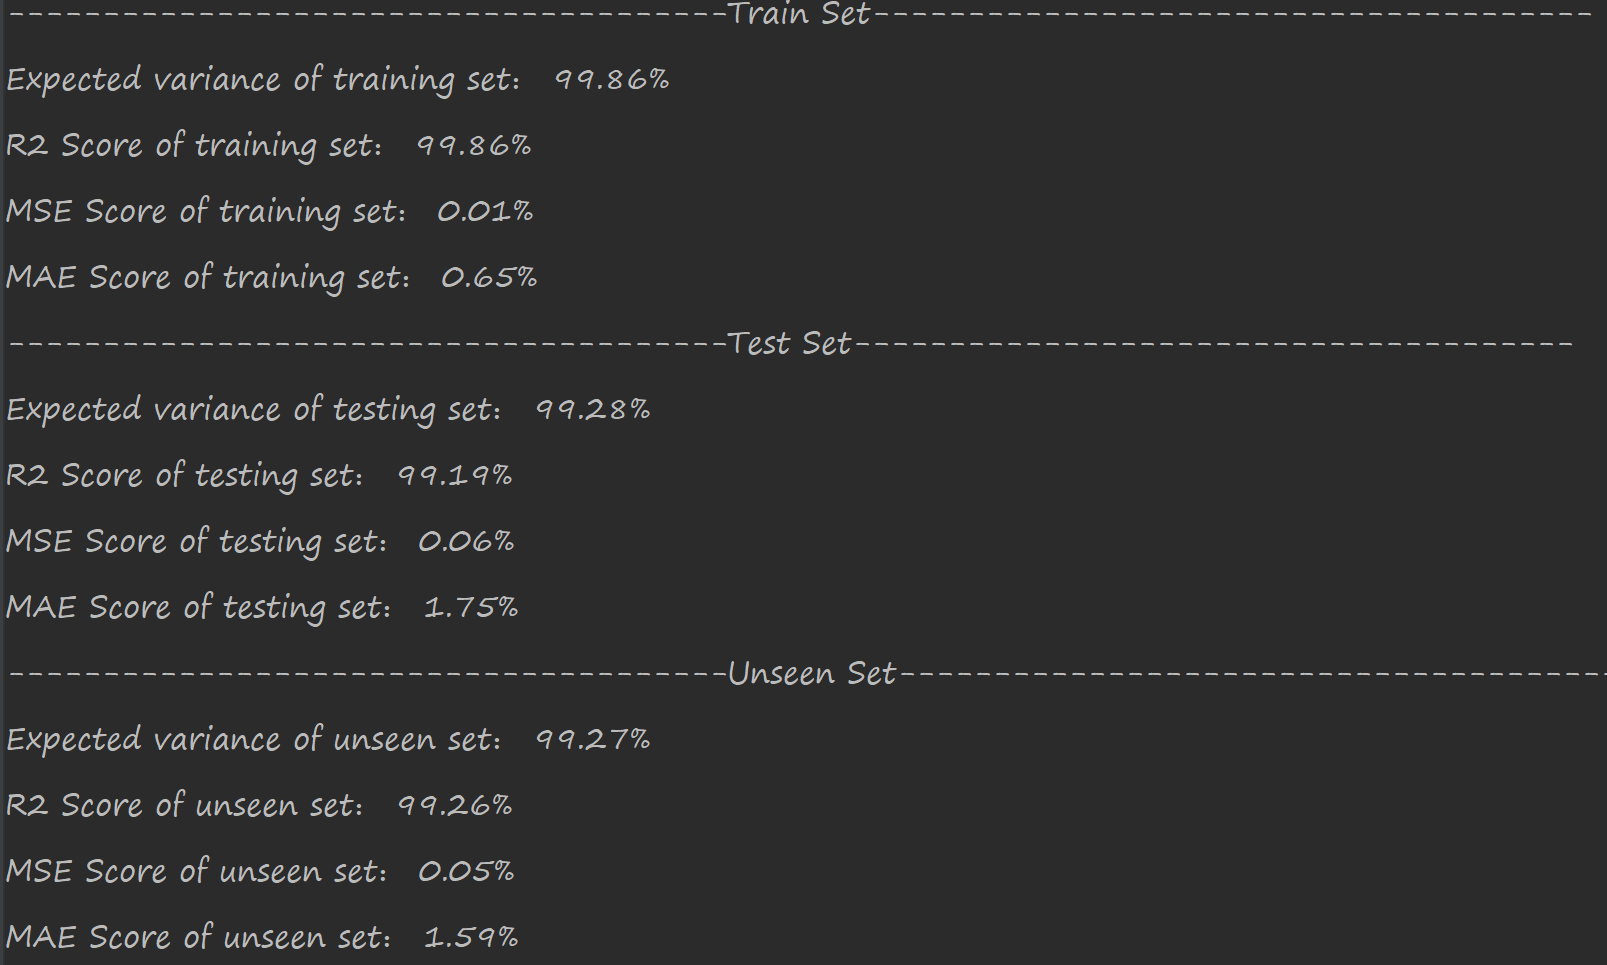 --------------------------------------Train Set--------------------------------------
Expected variance of training set： 99.86%
R2 Score of training set： 99.86%
MSE Score of training set： 0.01%
MAE Score of training set： 0.65%
--------------------------------------Test Set--------------------------------------
Expected variance of testing set： 99.28%
R2 Score of testing set： 99.19%
MSE Score of testing set： 0.06%
MAE Score of testing set： 1.75%
--------------------------------------Unseen Set--------------------------------------
Expected variance of unseen set： 99.27%
R2 Score of unseen set： 99.26%
MSE Score of unseen set： 0.05%
MAE Score of unseen set： 1.59%